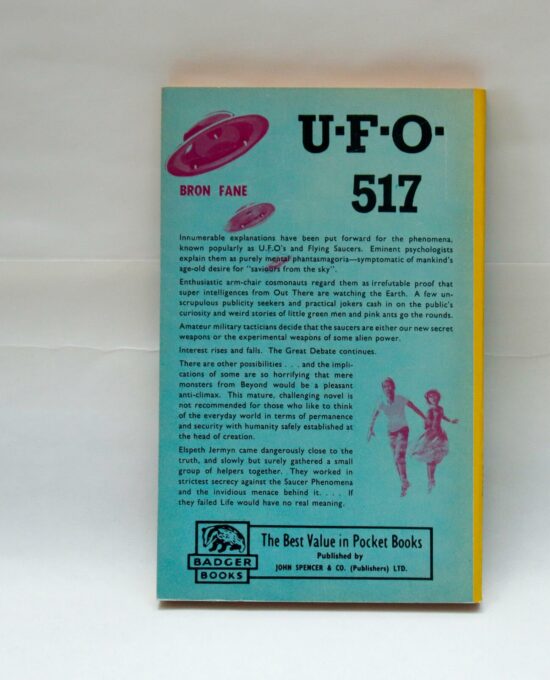 U·F·O·
517
BRON FANE
Innumerable explanations have been put forward for the phenomena,
known popularly as U.F.O's and Flying Saucers. Eminent psychologists
explain them as purely mental phantasmagoria—symptomatic of mankind's
age-old desire for "saviours from the sky".
Enthusiastic arm-chair cosmonauts regard them as irrefutable proof that
super intelligences from Out There are watching the Earth. A few un-
scrupulous publicity seekers and practical jokers cash in on the public's
curiosity and weird stories of little green men and pink ants go the rounds.
Amateur military tacticians decide that the saucers are either our new secret
weapons or the experimental weapons of some alien power.
Interest rises and falls. The Great Debate continues.
There are other possibilities . . . and the impli-
cations of some are so horrifying that mere
monsters from Beyond would be a pleasant
anti-climax. This mature, challenging novel is
not recommended for those who like to think
of the everyday world in terms of permanence
and security with humanity safely established at
the head of creation.
Elspeth Jermyn came dangerously close to the
truth, and slowly but surely gathered a small
group of helpers together. They worked in
strictest secrecy against the Saucer Phenomena
and the invidious menace behind it. . . . If
they failed Life would have no real meaning.
BADGER
BOOKS
The Best Value in Pocket Books
Published by
JOHN SPENCER & CO. (Publishers) LTD.